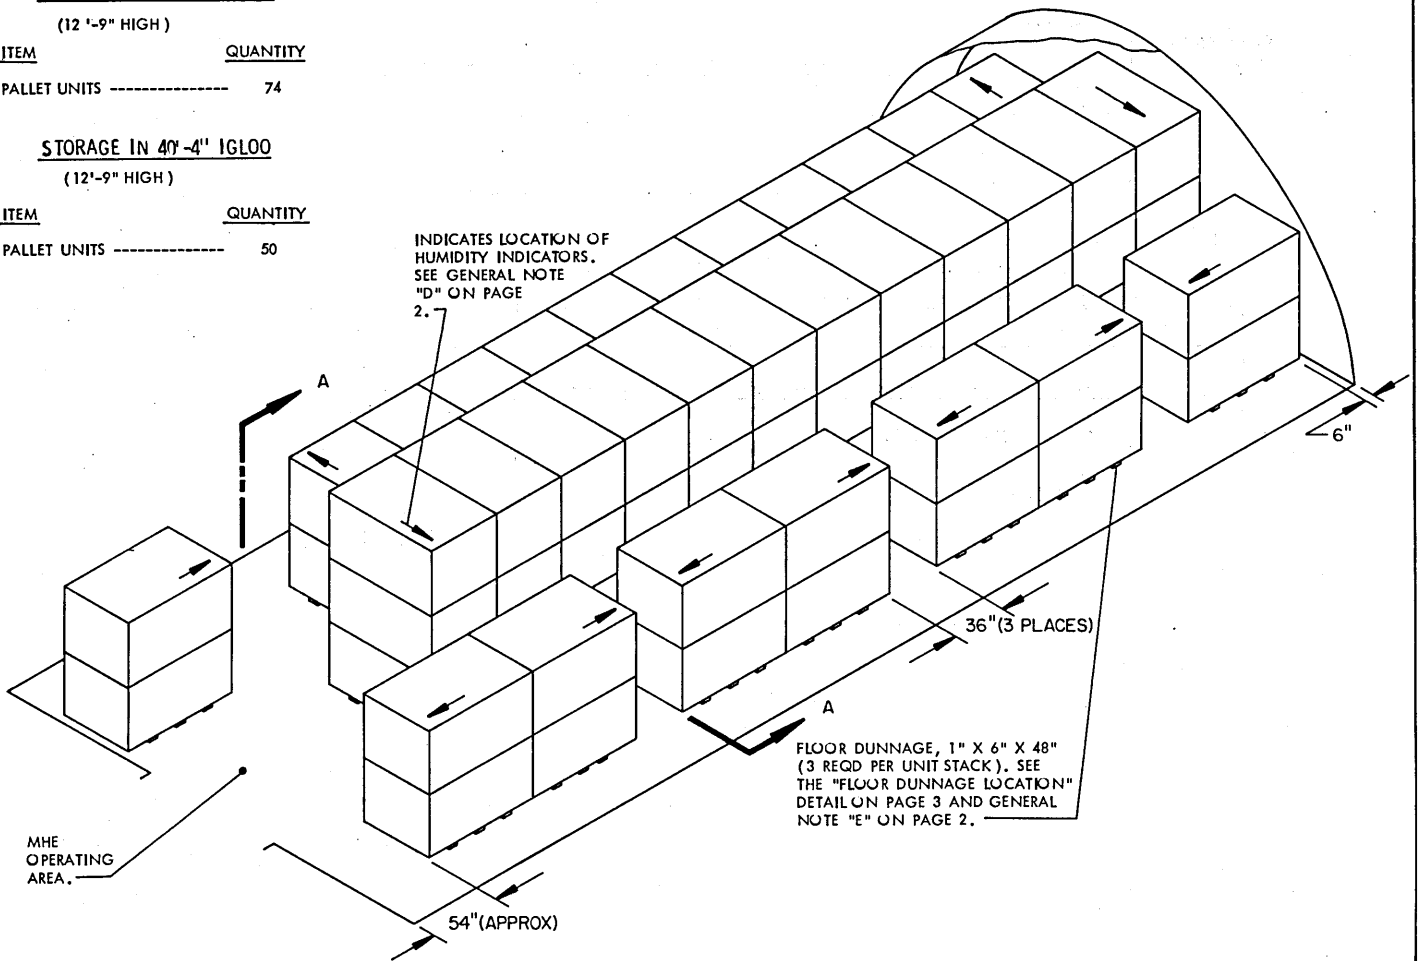 (12'-9" HIGH)
ITEM QUANTITY
PALLET UNITS --------------- 74
STORAGE IN 40'-4" IGLOO
(12'-9" HIGH)
ITEM QUANTITY
PALLET UNITS -------------- 50
INDICATES LOCATION OF
HUMIDITY INDICATORS.
SEE GENERAL NOTE
"D" ON PAGE
2.
A
6"
36"(3 PLACES)
A
FLOOR DUNNAGE, 1" X 6" X 48"
(3 REQD PER UNIT STACK). SEE
THE "FLOOR DUNNAGE LOCATION"
DETAIL ON PAGE 3 AND GENERAL
NOTE "E" ON PAGE 2.
MHE
OPERATING
AREA.
54"(APPROX)